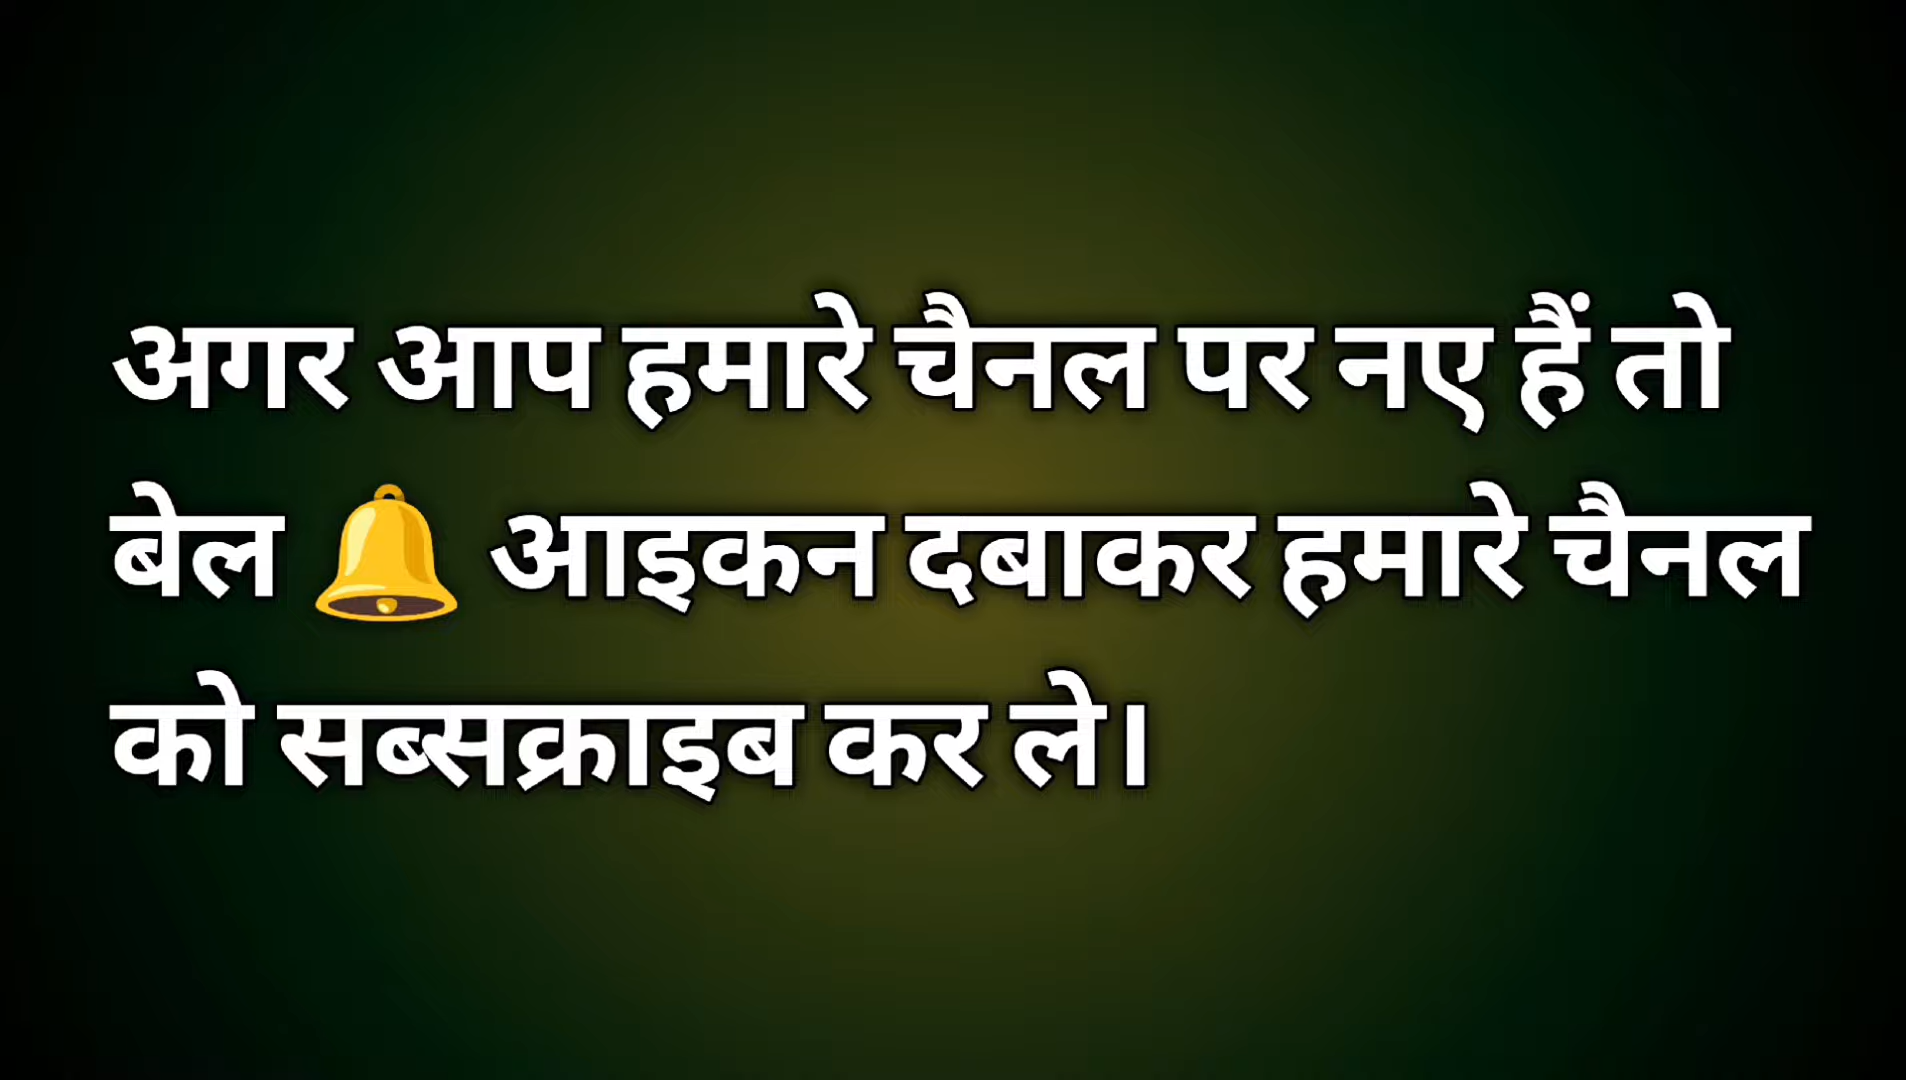 अगर आप हमारे चैनल पर नए हैं तो
बेल 🔔 आइकन दबाकर हमारे चैनल
को सब्सक्राइब कर ले।